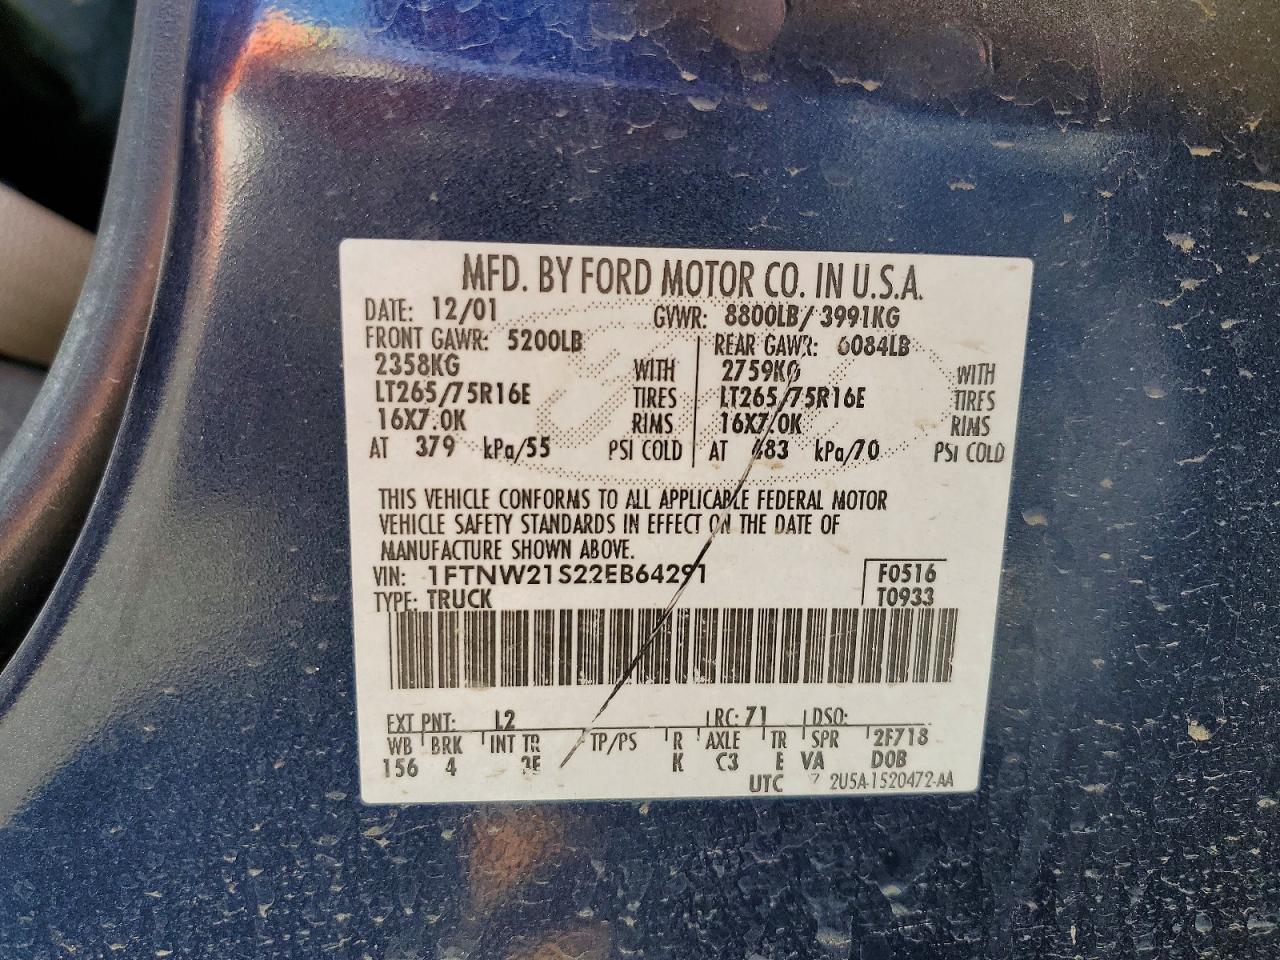 MFD. BY FORD MOTOR CO. IN U.S.A.
DATE: 12/01 GVWR: 8800LB/ 3991KG
FRONT GAWR: 5200LB REAR GAWR: 6084LB
2358KG WITH 2759KG WITH
LT265/75R16E TIRES LT265/75R16E TIRES
16X7.0K RIMS 16X7.0K RIMS
AT 379 kPa/55 PSI COLD AT 483 kPa/70 PSI COLD
THIS VEHICLE CONFORMS TO ALL APPLICABLE FEDERAL MOTOR
VEHICLE SAFETY STANDARDS IN EFFECT ON THE DATE OF
MANUFACTURE SHOWN ABOVE.
VIN: 1FTNW21S22EB64291 F0516
TYPE: TRUCK T0933
EXT PNT: L2 RC: 71 DSO:
WB BRK INT TR TP/PS R AXLE TR SPR 2F718
156 4 K C3 E VA DOB
UTC 2U5A-1520472-AA